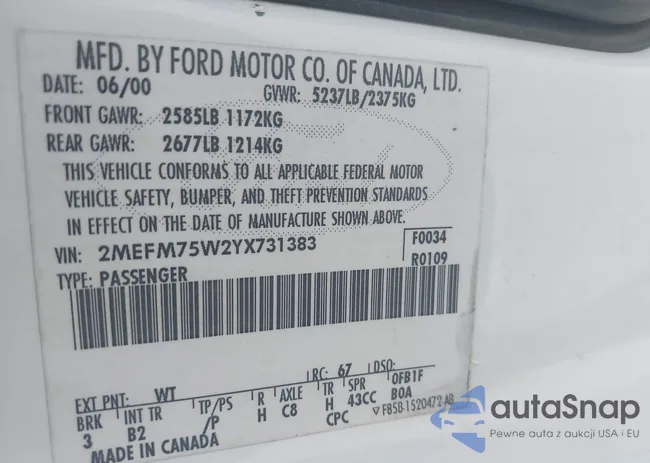 MFD. BY FORD MOTOR CO. OF CANADA, LTD.
DATE: 06/00 GVWR: 5237LB/2375KG
FRONT GAWR: 2585LB 1172KG
REAR GAWR: 2677LB 1214KG
THIS VEHICLE CONFORMS TO ALL APPLICABLE FEDERAL MOTOR
VEHICLE SAFETY, BUMPER, AND THEFT PREVENTION STANDARDS
IN EFFECT ON THE DATE OF MANUFACTURE SHOWN ABOVE.
VIN: 2MEFM75W2YX731383 F0034
TYPE: PASSENGER R0109
EXT PNT: WT RC: 67 DSO:
BRK INT TR TP/PS R AXLE TR SPR 0FB1F
3 B2 /P H C8 H 43CC B0A
CPC ▽F85B-1520472-AB
MADE IN CANADA
autoSnap
Pewne auta z aukcji USA i EU